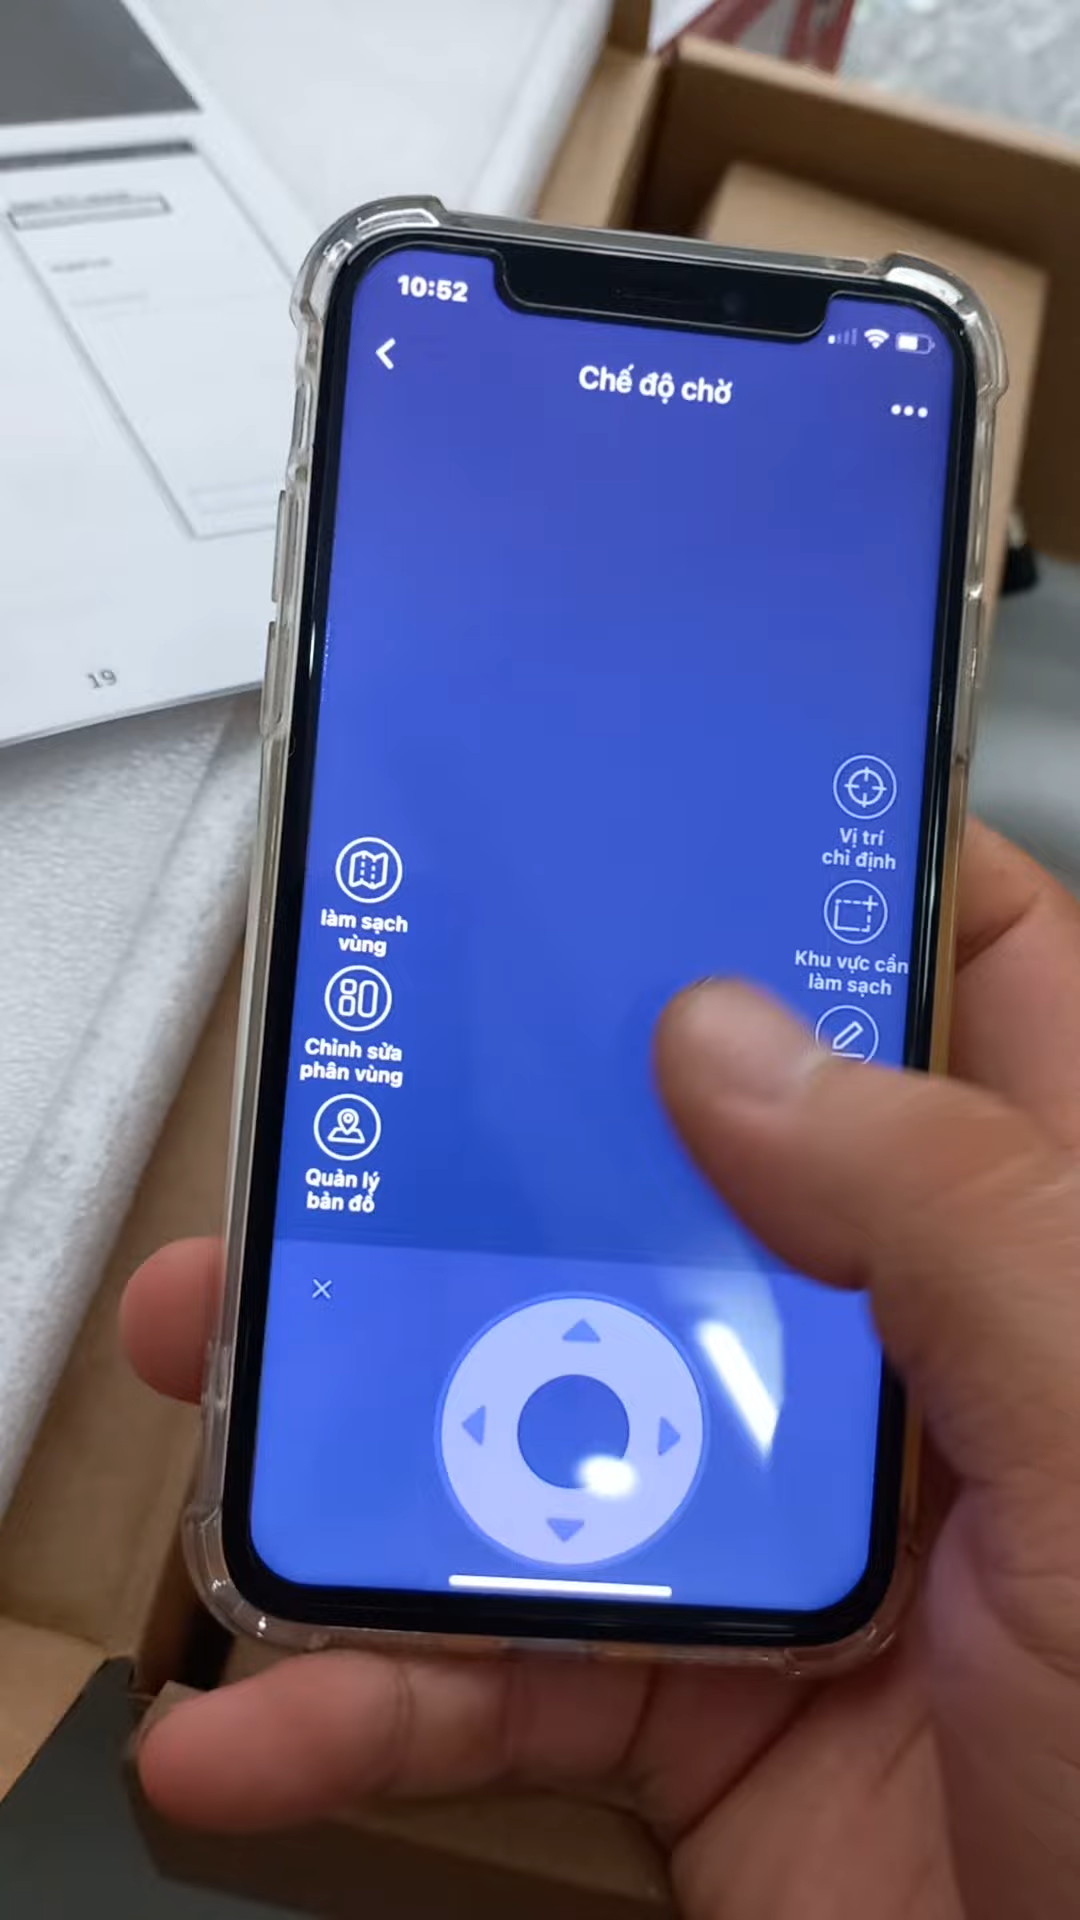 10:52
Chế độ chờ
Vị trí
chỉ định
làm sạch
vùng
Khu vực cần
làm sạch
Chỉnh sửa
phân vùng
Quản lý
bản đồ
19